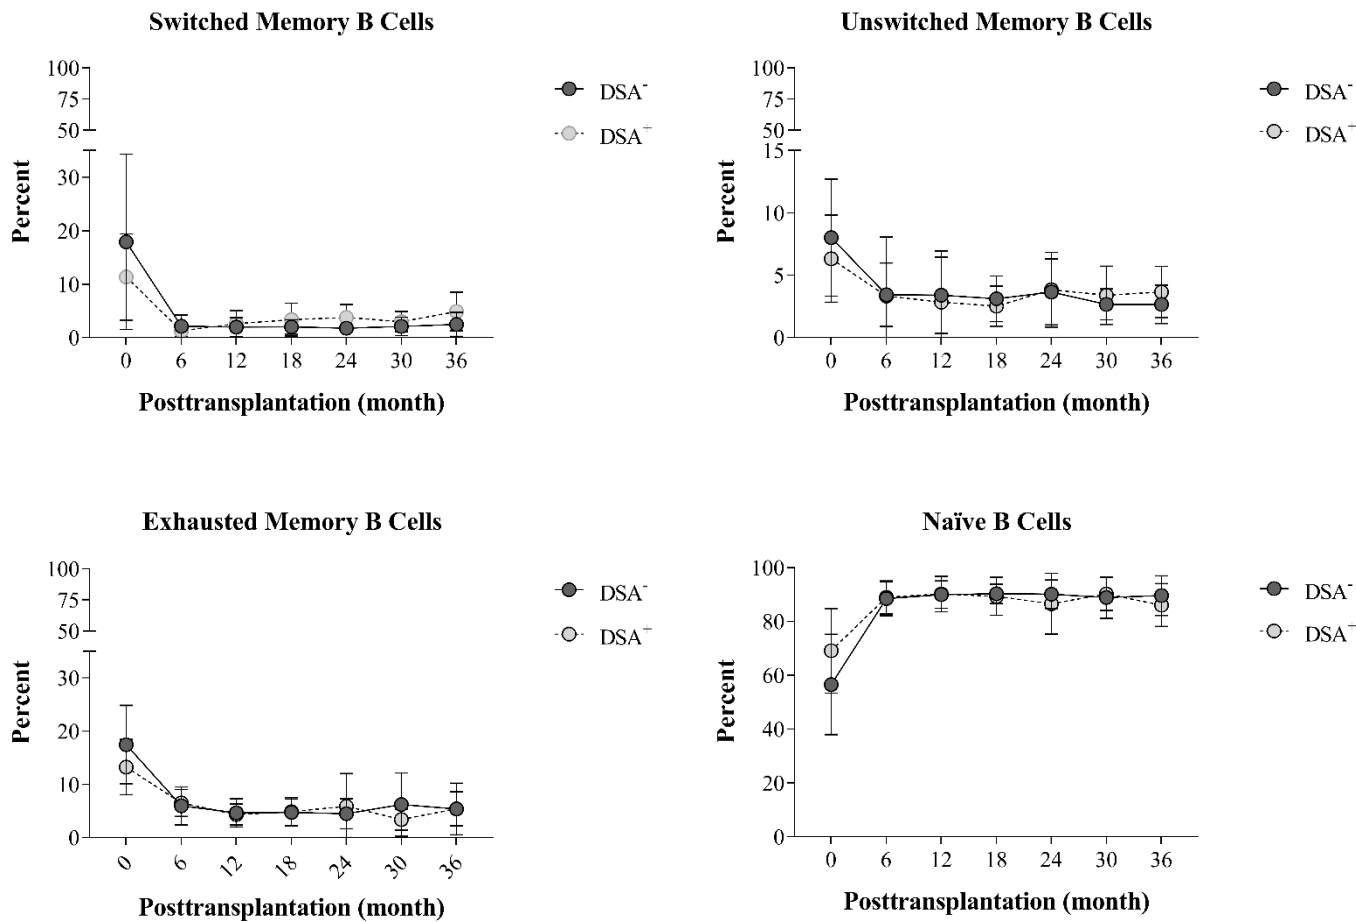 Switched Memory B Cells
100
75
50
30
20
10
0
Percent
0 6 12 18 24 30 36
Posttransplantation (month)
DSA⁻
DSA⁺
Unswitched Memory B Cells
100
75
50
15
10
5
0
Percent
0 6 12 18 24 30 36
Posttransplantation (month)
DSA⁻
DSA⁺
Exhausted Memory B Cells
100
75
50
30
20
10
0
Percent
0 6 12 18 24 30 36
Posttransplantation (month)
DSA⁻
DSA⁺
Naïve B Cells
100
80
60
40
20
0
Percent
0 6 12 18 24 30 36
Posttransplantation (month)
DSA⁻
DSA⁺